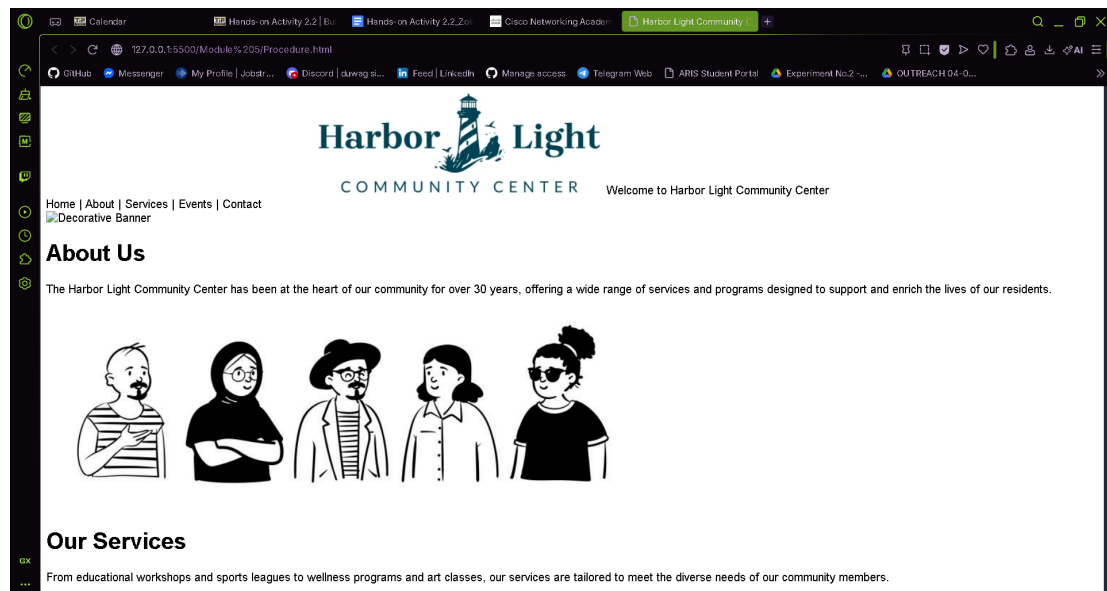 Calendar
Hands-on Activity 2.2 | Bu
Hands-on Activity 2.2_Zol
Cisco Networking Academ
Harbor Light Community C
+
127.0.0.1:5500/Module%205/Procedure.html
AI
GitHub
Messenger
My Profile | Jobstr...
Discord | duwag si...
Feed | LinkedIn
Manage access
Telegram Web
ARIS Student Portal
Experiment No.2 -...
OUTREACH 04-0...
»
M
GX
Harbor Light
COMMUNITY CENTER
Welcome to Harbor Light Community Center
Home | About | Services | Events | Contact
Decorative Banner
About Us
The Harbor Light Community Center has been at the heart of our community for over 30 years, offering a wide range of services and programs designed to support and enrich the lives of our residents.
Our Services
From educational workshops and sports leagues to wellness programs and art classes, our services are tailored to meet the diverse needs of our community members.